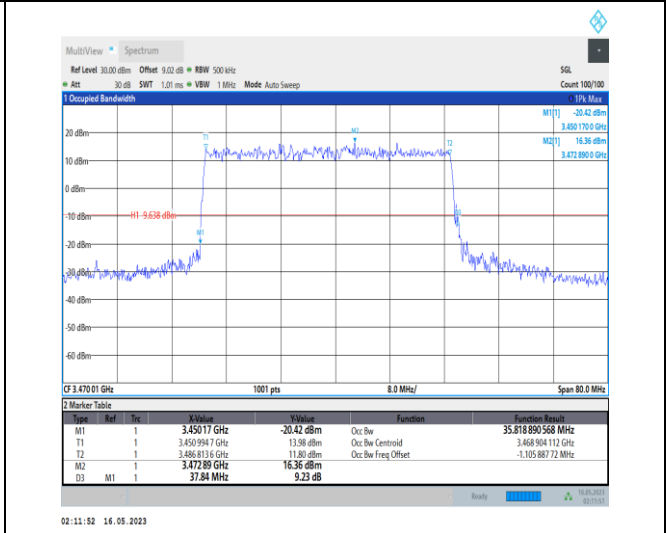 MultiView Spectrum
Ref Level 30.00 dBm Offset 9.02 dB RBW 500 kHz SGL
Att 30 dB SWT 1.01 ms VBW 1 MHz Mode Auto Sweep Count 100/100
1 Occupied Bandwidth 1Pk Max
M1[1] -20.42 dBm
3.450 170 0 GHz
M2[1] 16.36 dBm
3.472 890 0 GHz
20 dBm
T1 M2 T2
10 dBm
0 dBm
-10 dBm H1 -9.638 dBm
M1
-20 dBm
-30 dBm
-40 dBm
-50 dBm
-60 dBm
CF 3.470 01 GHz 1001 pts 8.0 MHz/ Span 80.0 MHz
2 Marker Table
Type Ref Trc X-Value Y-Value Function Function Result
M1 1 3.45017 GHz -20.42 dBm Occ Bw 35.818 890 568 MHz
T1 1 3.450 994 7 GHz 13.98 dBm Occ Bw Centroid 3.468 904 112 GHz
T2 1 3.486 813 6 GHz 11.80 dBm Occ Bw Freq Offset -1.105 887 72 MHz
M2 1 3.472 89 GHz 16.36 dBm
D3 M1 1 37.84 MHz 9.23 dB
Ready 16.05.2023
02:11:51
02:11:52 16.05.2023